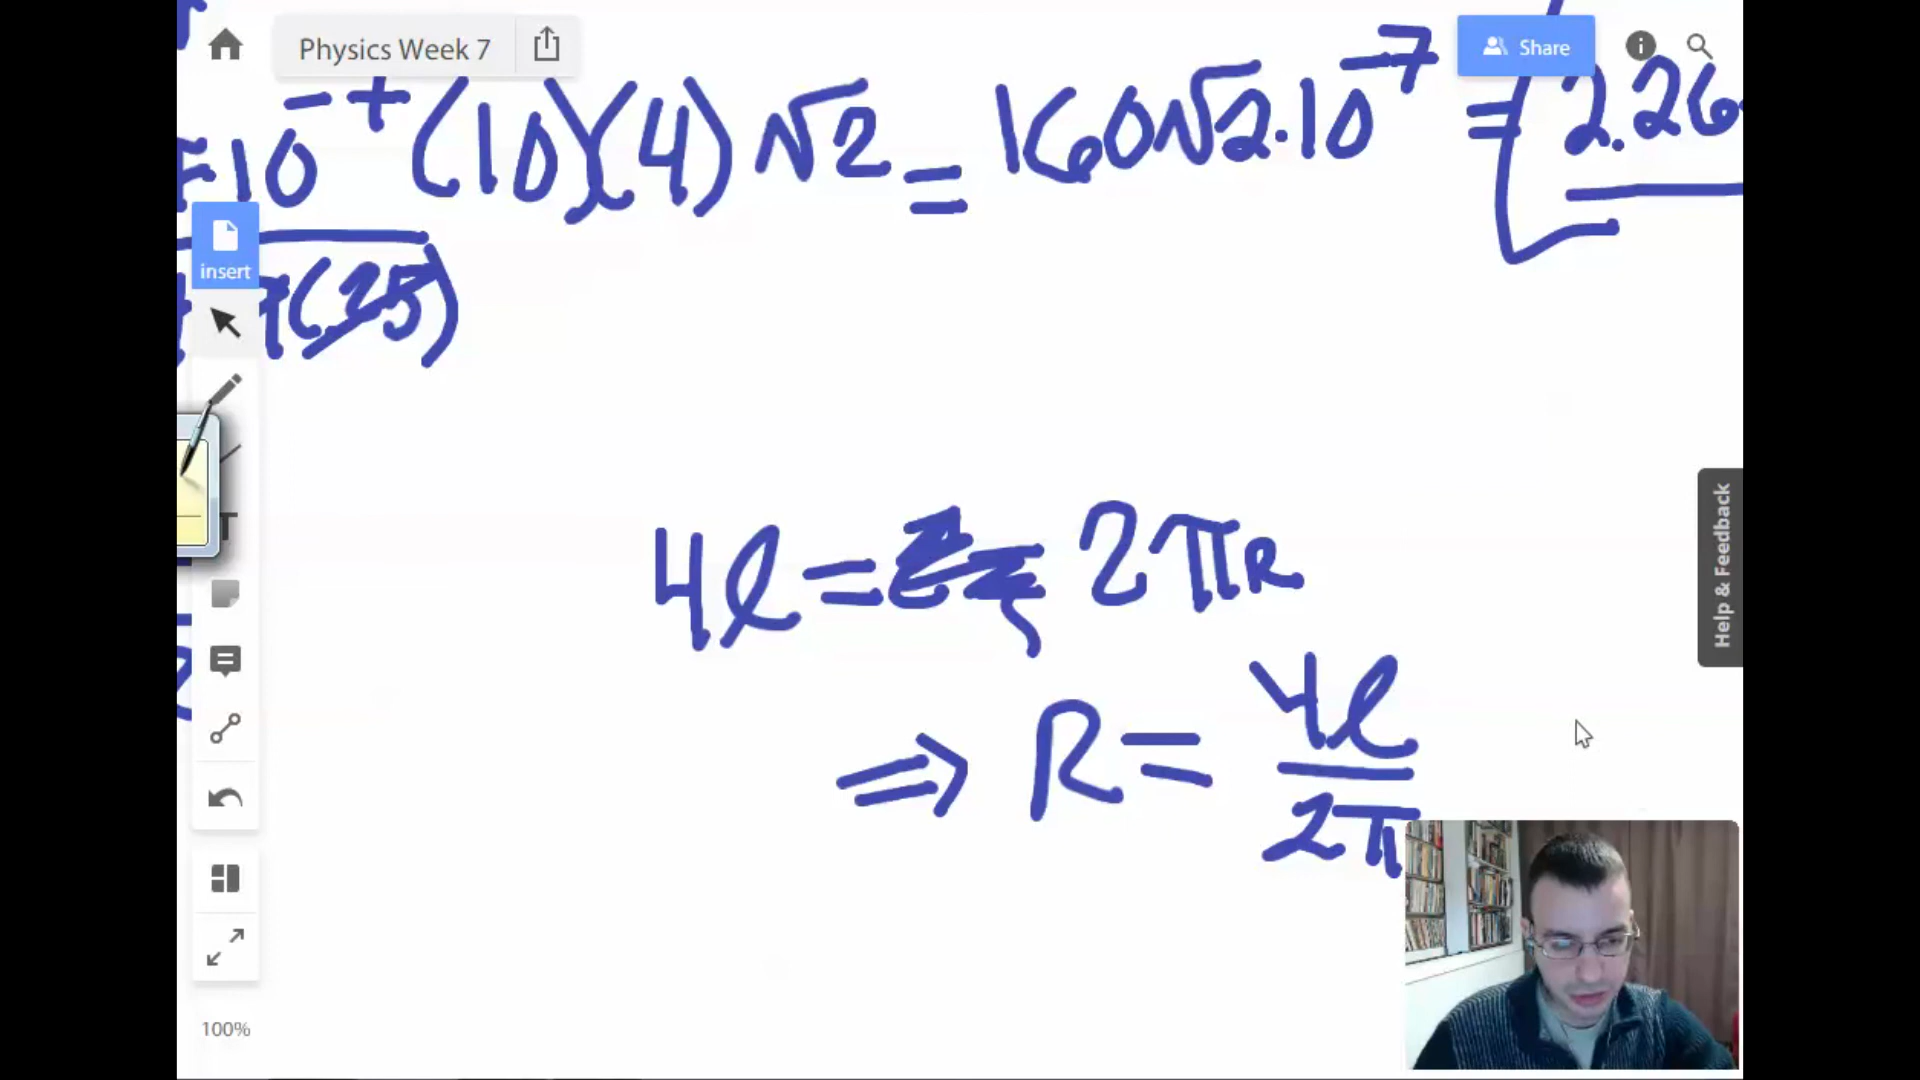 Physics Week 7
Share
10⁻⁷(10)(4)√2 = 160√2·10⁻⁷ = 2.26
(.25)
insert
T
4ℓ = 2πR
⇒ R = 4ℓ/2π
Help & Feedback
100%